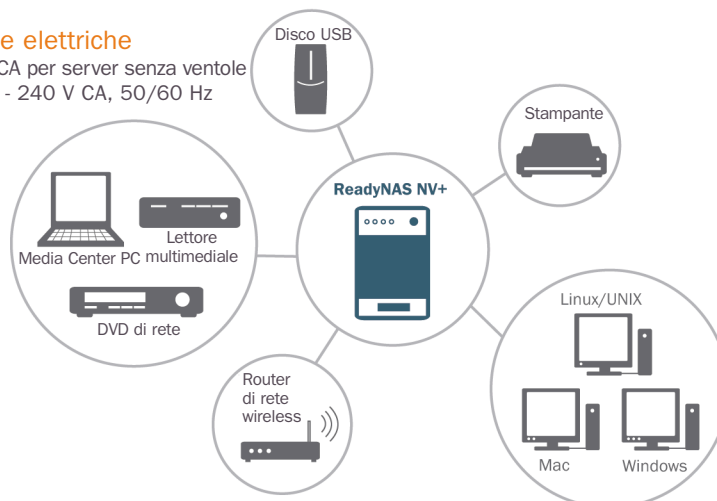 e elettriche
CA per server senza ventole
- 240 V CA, 50/60 Hz
Disco USB
Stampante
ReadyNAS NV+
Media Center PC
Lettore
multimediale
DVD di rete
Router
di rete
wireless
Linux/UNIX
Mac
Windows